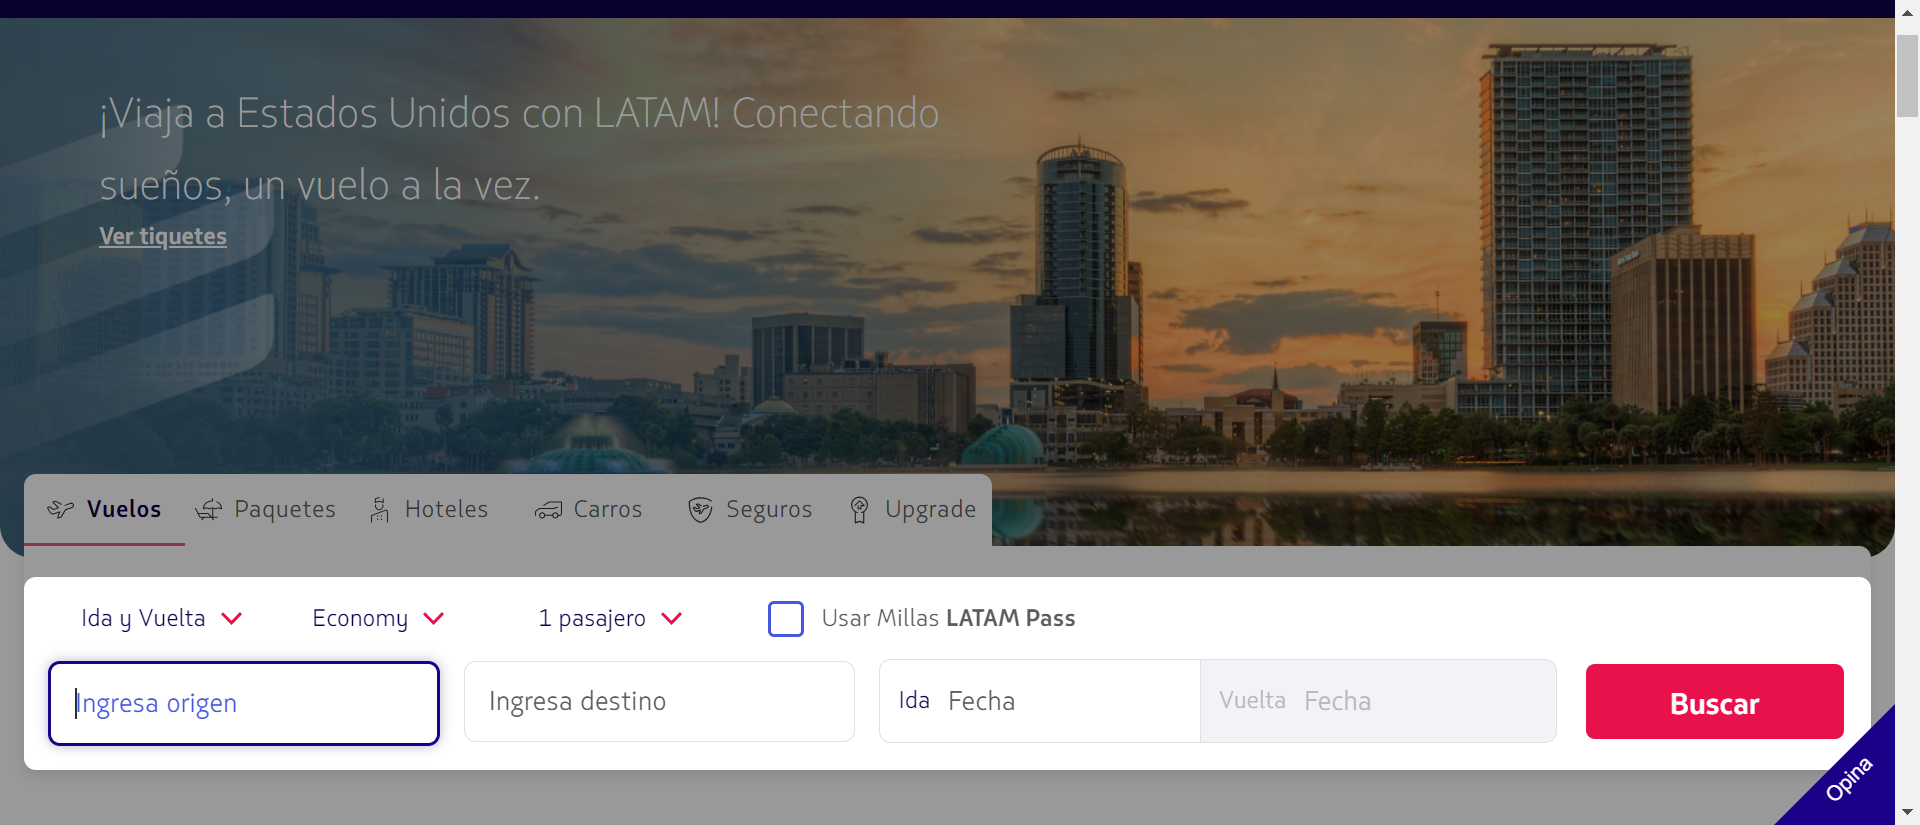 ¡Viaja a Estados Unidos con LATAM! Conectando
sueños, un vuelo a la vez.
Ver tiquetes
Vuelos Paquetes Hoteles Carros Seguros Upgrade
Ida y Vuelta Economy 1 pasajero Usar Millas LATAM Pass
Ingresa origen Ingresa destino Ida Fecha Vuelta Fecha Buscar
Opina